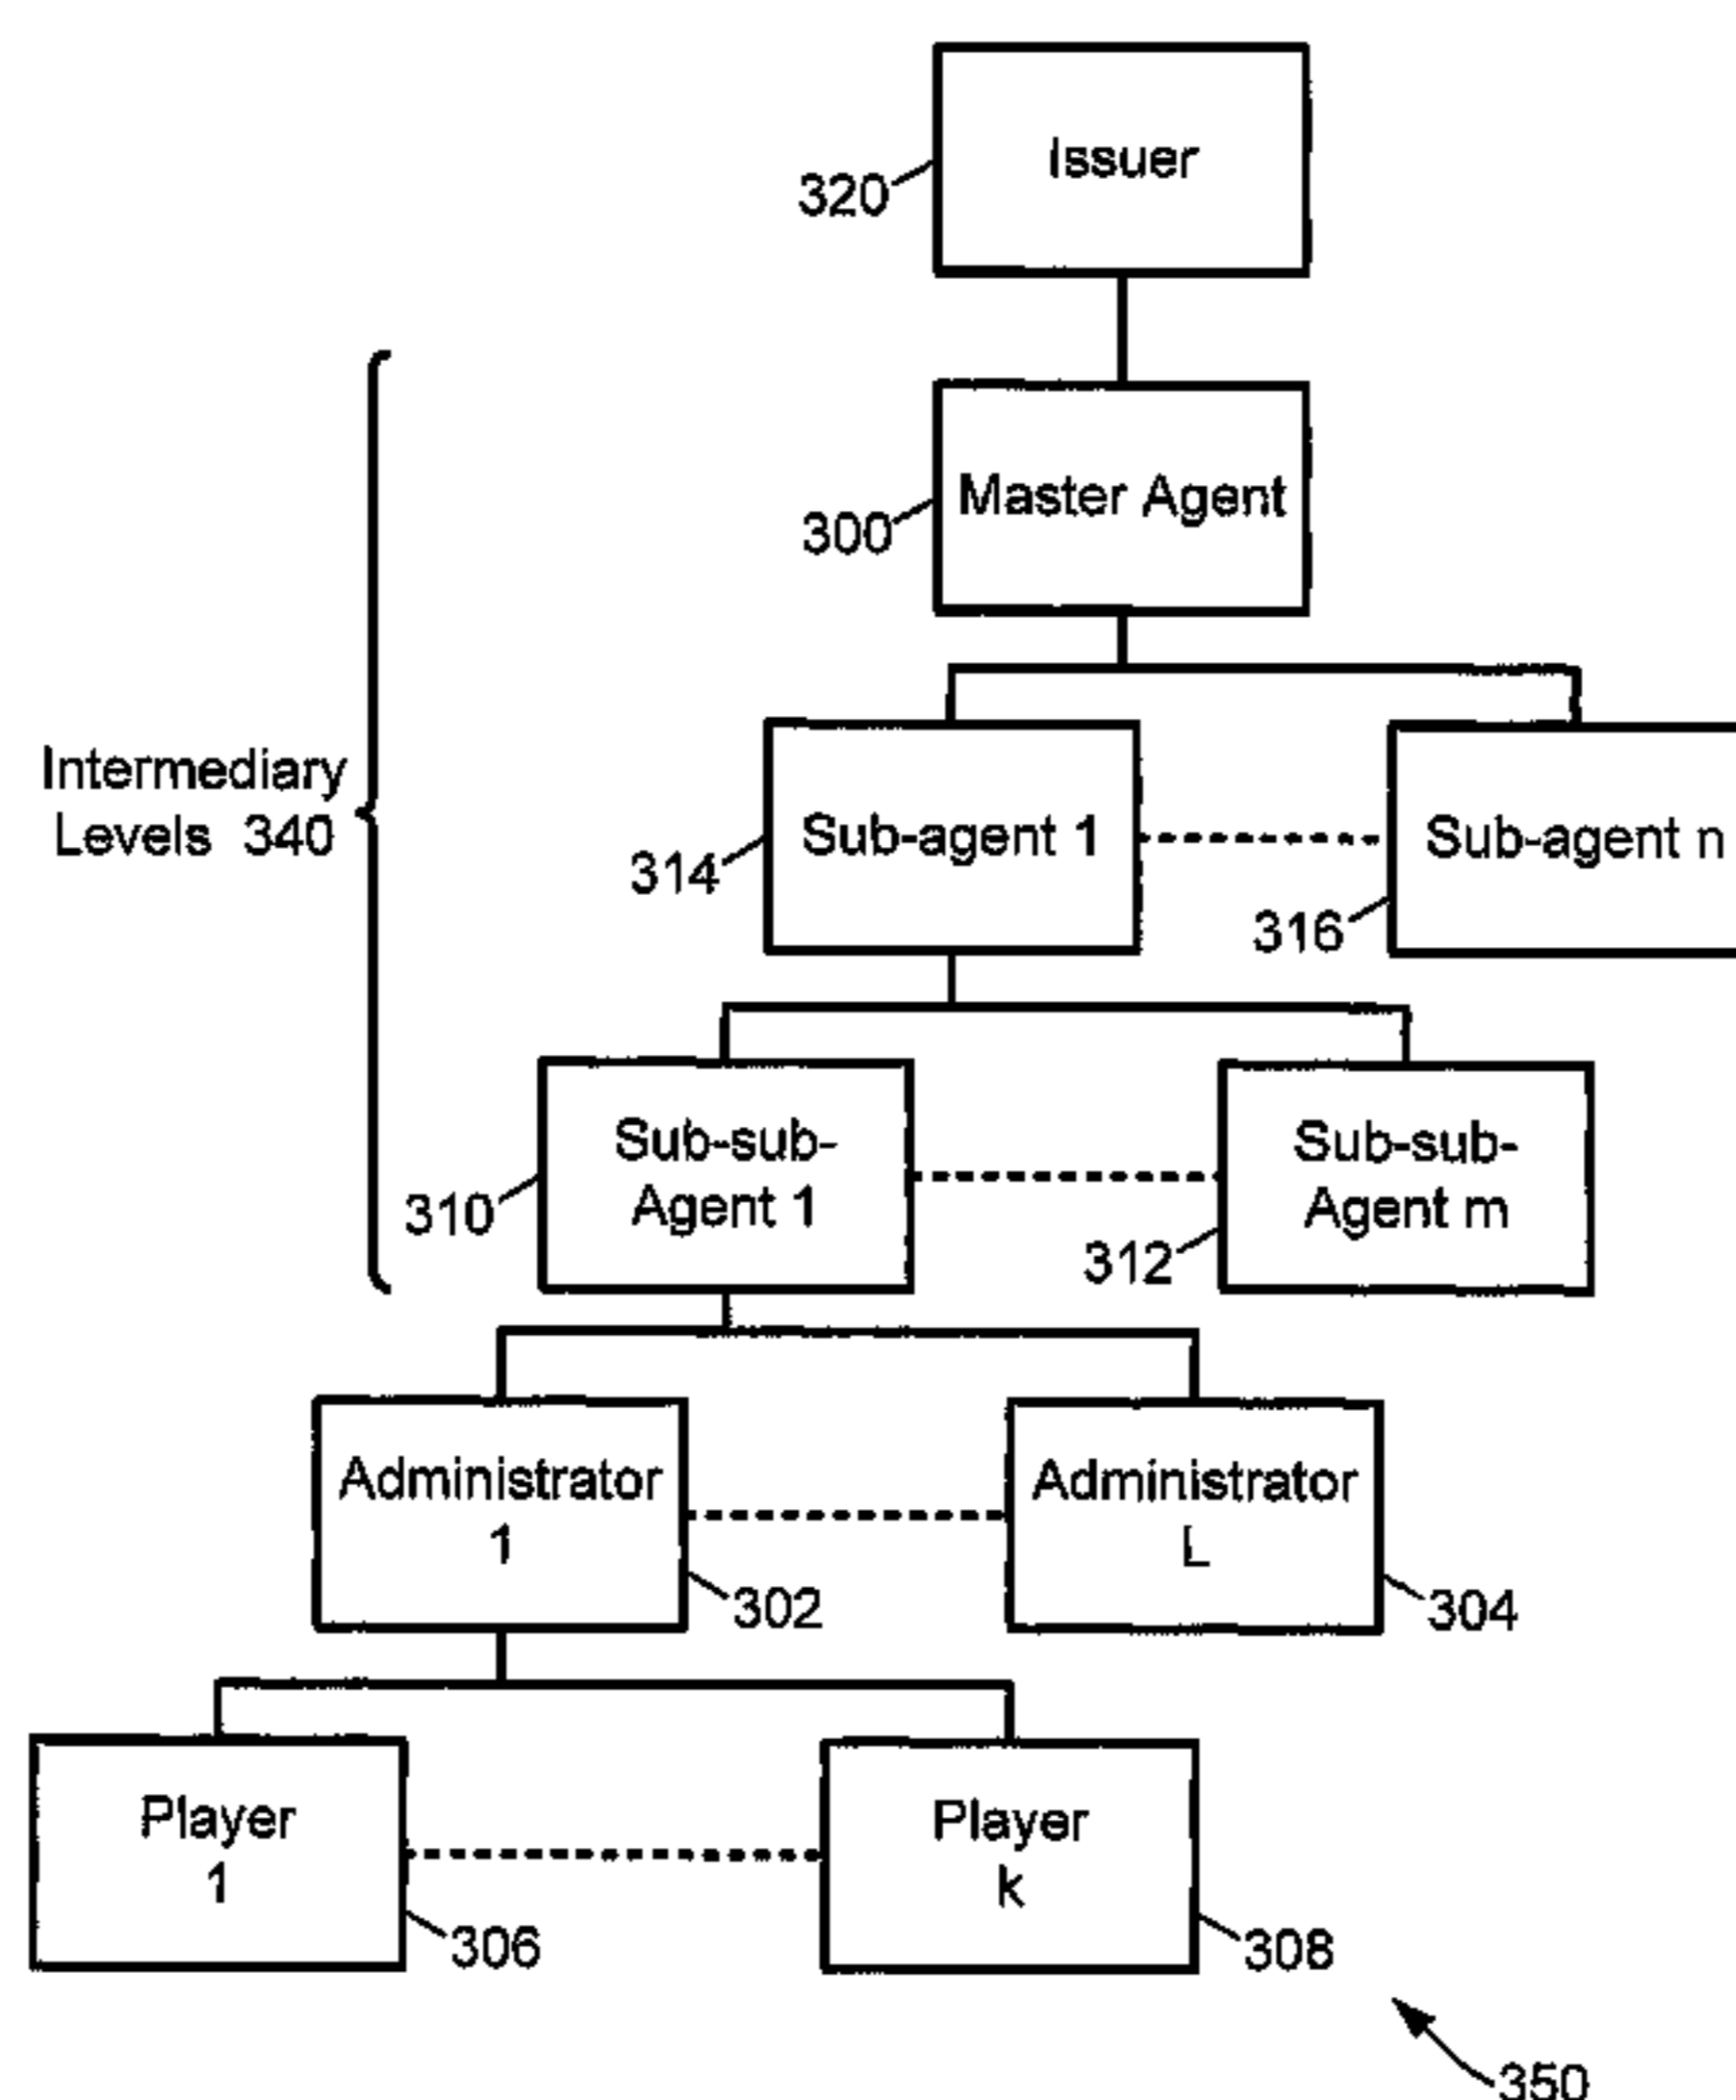 Issuer
320
Master Agent
300
Intermediary
Levels 340
Sub-agent 1
314
Sub-agent n
316
Sub-sub-
Agent 1
310
Sub-sub-
Agent m
312
Administrator
1
302
Administrator
L
304
Player
1
306
Player
k
308
350